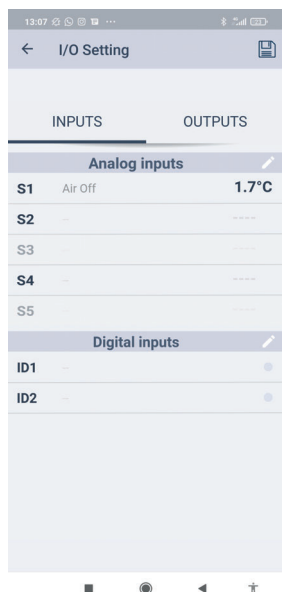 13:07
I/O Setting
INPUTS OUTPUTS
Analog inputs
S1 Air Off 1.7°C
S2 -- ----
S3 -- ----
S4 -- ----
S5 -- ----
Digital inputs
ID1 --
ID2 --